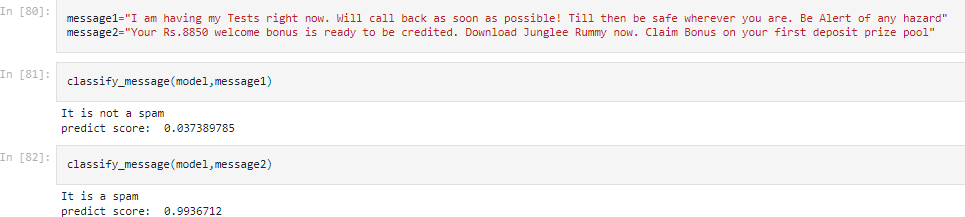 In [80]:
message1="I am having my Tests right now. Will call back as soon as possible! Till then be safe wherever you are. Be Alert of any hazard"
message2="Your Rs.8850 welcome bonus is ready to be credited. Download Junglee Rummy now. Claim Bonus on your first deposit prize pool"
In [81]:
classify_message(model,message1)
It is not a spam
predict score:  0.037389785
In [82]:
classify_message(model,message2)
It is a spam
predict score:  0.9936712